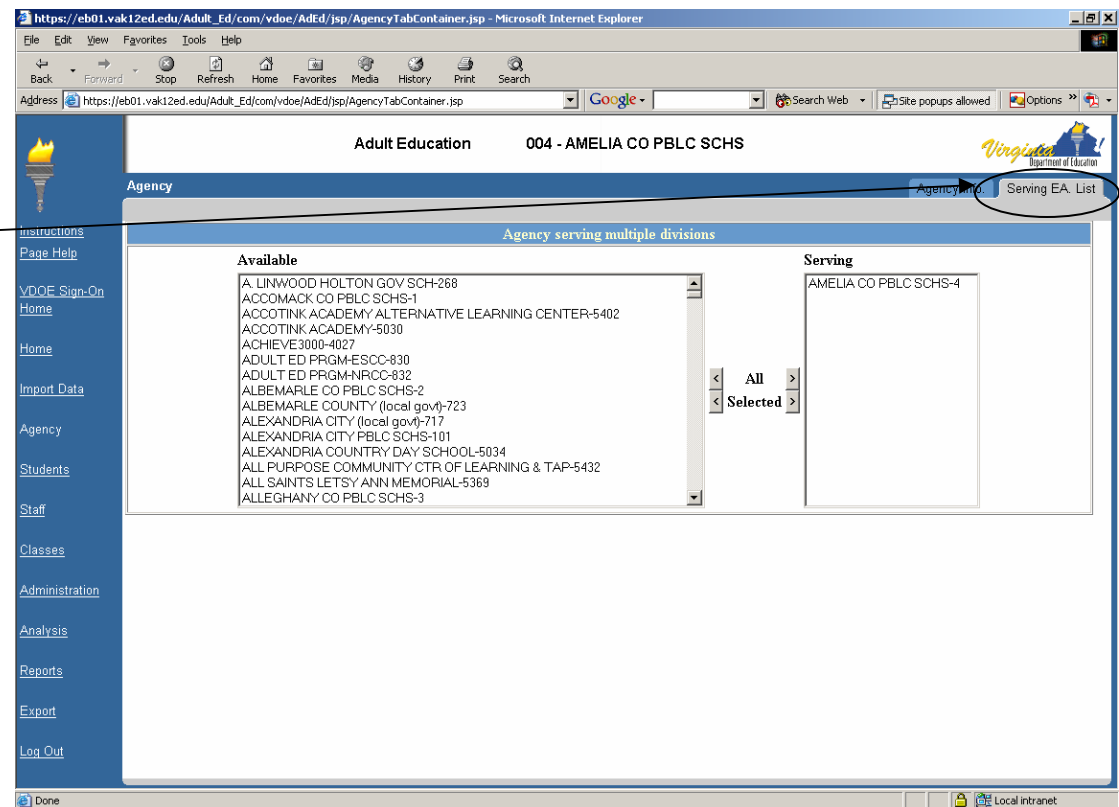 https://eb01.vak12ed.edu/Adult_Ed/com/vdoe/AdEd/jsp/AgencyTabContainer.jsp - Microsoft Internet Explorer
File Edit View Favorites Tools Help
Back Forward Stop Refresh Home Favorites Media History Print Search
Address https://eb01.vak12ed.edu/Adult_Ed/com/vdoe/AdEd/jsp/AgencyTabContainer.jsp Google Search Web Site popups allowed Options »
Adult Education 004 - AMELIA CO PBLC SCHS
Virginia
Department of Education
Agency Agency Info. Serving EA. List
Instructions
Agency serving multiple divisions
Page Help
VDOE Sign-On
Home
Home
Import Data
Agency
Students
Staff
Classes
Administration
Analysis
Reports
Export
Log Out
Available
A. LINWOOD HOLTON GOV SCH-268
ACCOMACK CO PBLC SCHS-1
ACCOTINK ACADEMY ALTERNATIVE LEARNING CENTER-5402
ACCOTINK ACADEMY-5030
ACHIEVE3000-4027
ADULT ED PRGM-ESCC-830
ADULT ED PRGM-NRCC-832
ALBEMARLE CO PBLC SCHS-2
ALBEMARLE COUNTY (local govt)-723
ALEXANDRIA CITY (local govt)-717
ALEXANDRIA CITY PBLC SCHS-101
ALEXANDRIA COUNTRY DAY SCHOOL-5034
ALL PURPOSE COMMUNITY CTR OF LEARNING & TAP-5432
ALL SAINTS LETSY ANN MEMORIAL-5369
ALLEGHANY CO PBLC SCHS-3
< All >
< Selected >
Serving
AMELIA CO PBLC SCHS-4
Done Local intranet